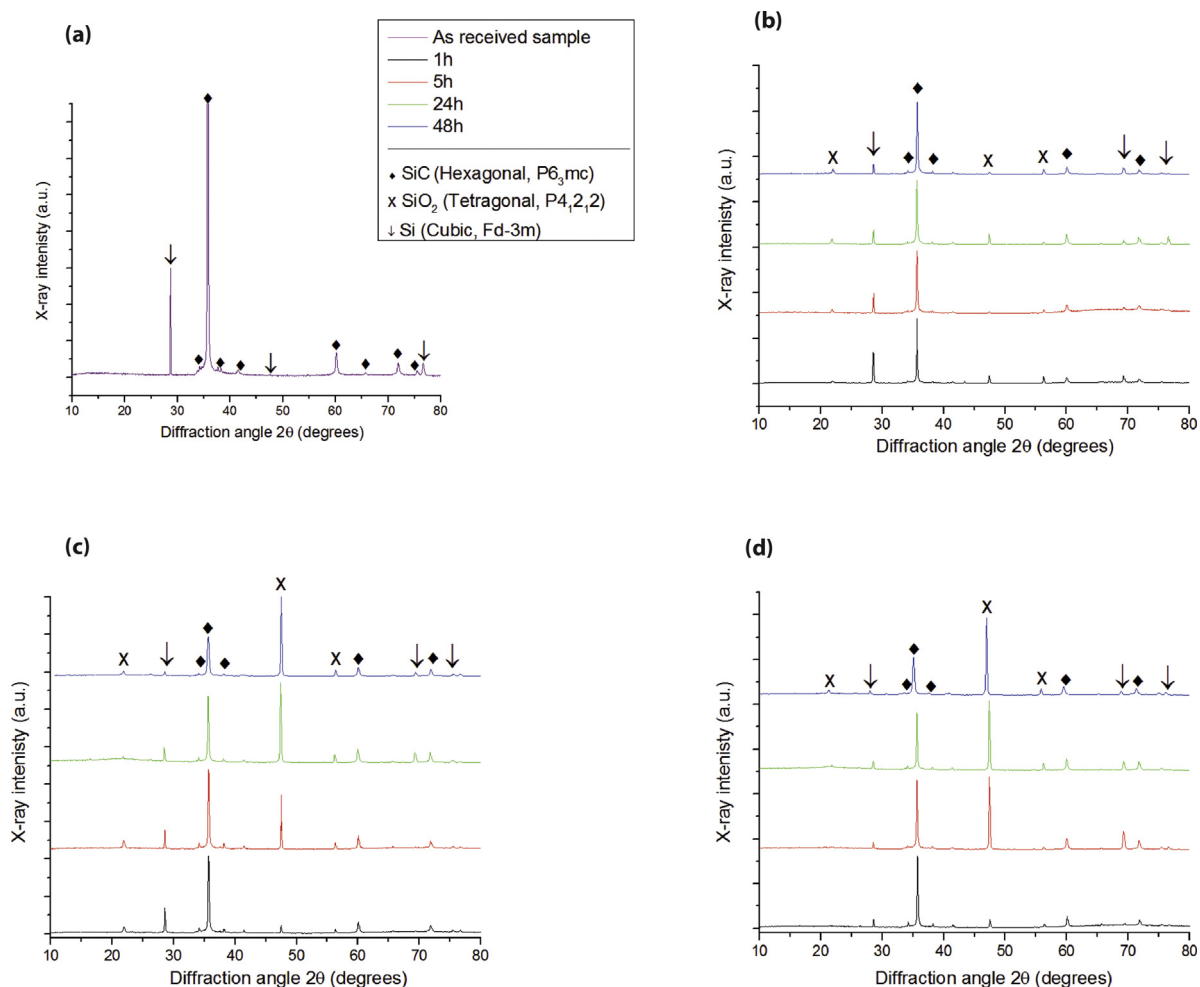 (a)
X-ray intenisty (a.u.)
10 20 30 40 50 60 70 80
Diffraction angle 2θ (degrees)
As received sample
1h
5h
24h
48h
♦ SiC (Hexagonal, P6₃mc)
x SiO₂ (Tetragonal, P4₁2₁2)
↓ Si (Cubic, Fd-3m)
(b)
X X X
X-ray intenisty (a.u.)
10 20 30 40 50 60 70 80
Diffraction angle 2θ (degrees)
(c)
X
X X
X-ray intenisty (a.u.)
10 20 30 40 50 60 70 80
Diffraction angle 2θ (degrees)
(d)
X
X X
X-ray intenisty (a.u.)
10 20 30 40 50 60 70 80
Diffraction angle 2θ (degrees)